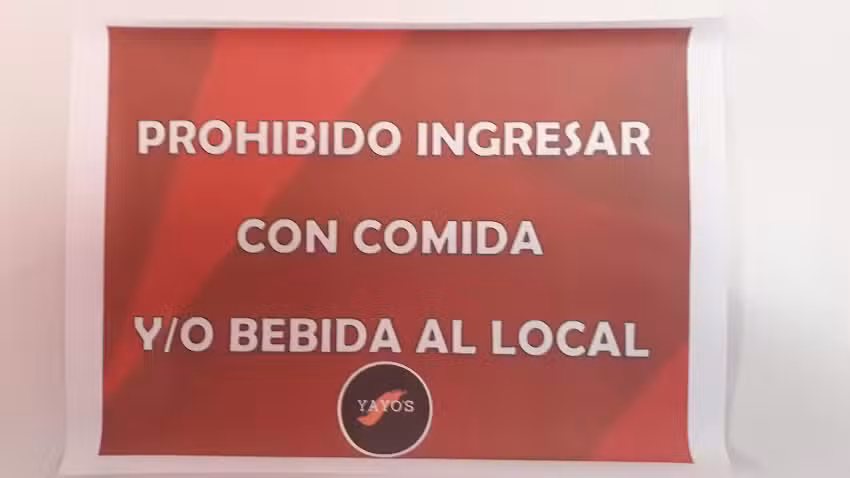 PROHIBIDO INGRESAR
CON COMIDA
Y/O BEBIDA AL LOCAL
YAYO'S